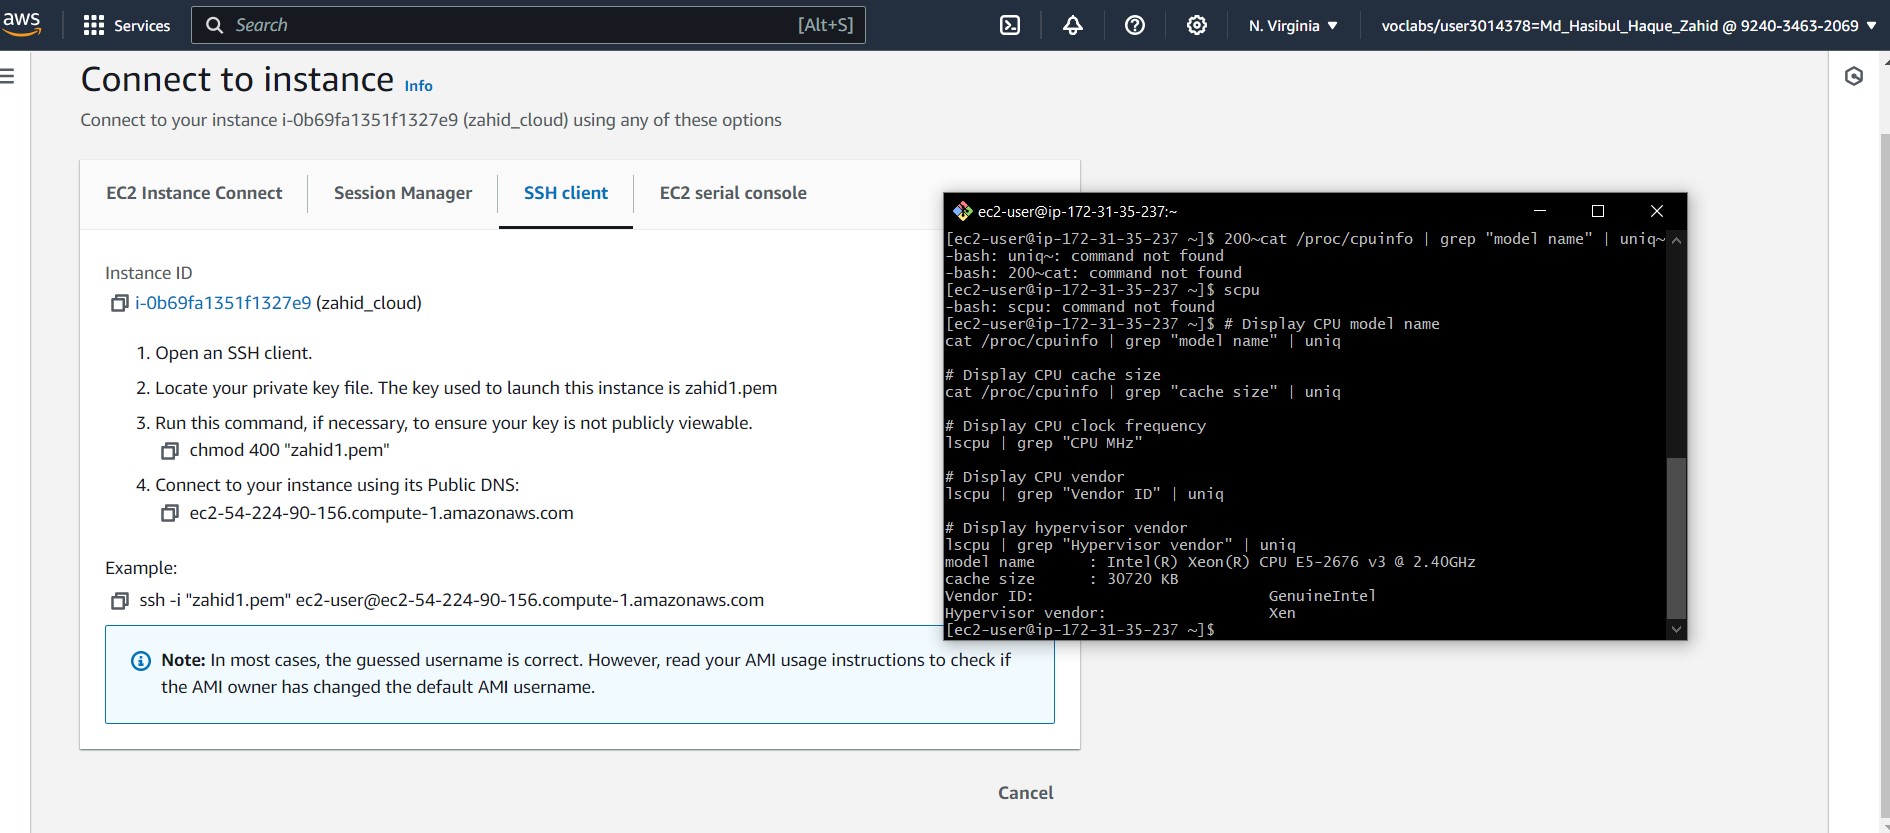 aws
Services
Search
[Alt+S]
N. Virginia
voclabs/user3014378=Md_Hasibul_Haque_Zahid @ 9240-3463-2069
Connect to instance Info
Connect to your instance i-0b69fa1351f1327e9 (zahid_cloud) using any of these options
EC2 Instance Connect
Session Manager
SSH client
EC2 serial console
Instance ID
i-0b69fa1351f1327e9 (zahid_cloud)
1. Open an SSH client.
2. Locate your private key file. The key used to launch this instance is zahid1.pem
3. Run this command, if necessary, to ensure your key is not publicly viewable.
chmod 400 "zahid1.pem"
4. Connect to your instance using its Public DNS:
ec2-54-224-90-156.compute-1.amazonaws.com
Example:
ssh -i "zahid1.pem" ec2-user@ec2-54-224-90-156.compute-1.amazonaws.com
Note: In most cases, the guessed username is correct. However, read your AMI usage instructions to check if
the AMI owner has changed the default AMI username.
Cancel
ec2-user@ip-172-31-35-237:~
[ec2-user@ip-172-31-35-237 ~]$ 200~cat /proc/cpuinfo | grep "model name" | uniq~
-bash: uniq~: command not found
-bash: 200~cat: command not found
[ec2-user@ip-172-31-35-237 ~]$ scpu
-bash: scpu: command not found
[ec2-user@ip-172-31-35-237 ~]$ # Display CPU model name
cat /proc/cpuinfo | grep "model name" | uniq
# Display CPU cache size
cat /proc/cpuinfo | grep "cache size" | uniq
# Display CPU clock frequency
lscpu | grep "CPU MHz"
# Display CPU vendor
lscpu | grep "Vendor ID" | uniq
# Display hypervisor vendor
lscpu | grep "Hypervisor vendor" | uniq
model name : Intel(R) Xeon(R) CPU E5-2676 v3 @ 2.40GHz
cache size : 30720 KB
Vendor ID: GenuineIntel
Hypervisor vendor: Xen
[ec2-user@ip-172-31-35-237 ~]$